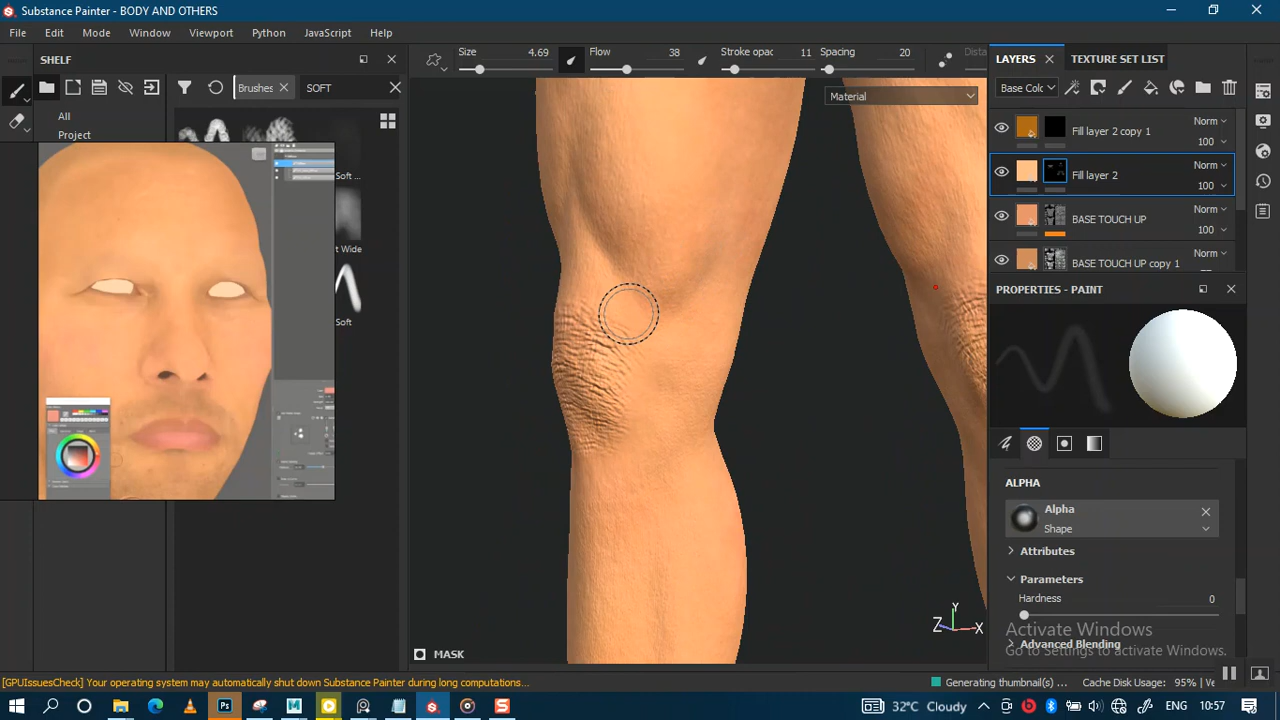 Substance Painter - BODY AND OTHERS
File Edit Mode Window Viewport Python JavaScript Help
SHELF
Size 4.69 Flow 38 Stroke opac 11 Spacing 20 Dista
LAYERS TEXTURE SET LIST
Brushes SOFT
Base Colc
All
Project
Material
Fill layer 2 copy 1 Norm 100
Fill layer 2 Norm 100
BASE TOUCH UP Norm 100
BASE TOUCH UP copy 1 Norm
Soft ...
t Wide
Soft
PROPERTIES - PAINT
ALPHA
Alpha
Shape
Attributes
Parameters
Hardness 0
Advanced Blending
Activate Windows
Go to Settings to activate Windows.
Y
Z X
MASK
[GPUIssuesCheck] Your operating system may automatically shut down Substance Painter during long computations...
Generating thumbnail(s) ... Cache Disk Usage: 95% | Ve
Ps
32°C Cloudy ENG 10:57